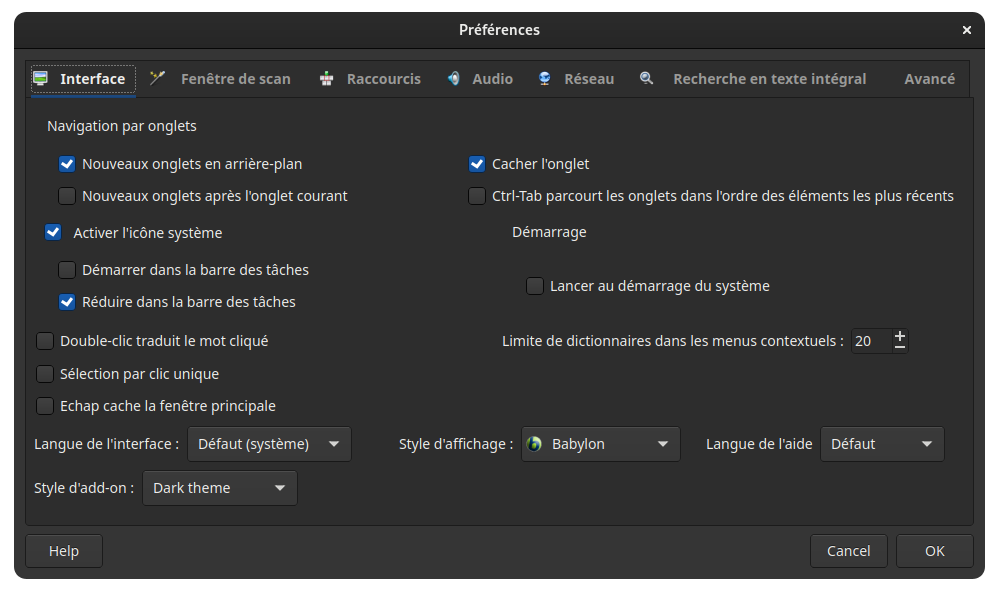 Préférences
Interface Fenêtre de scan Raccourcis Audio Réseau Recherche en texte intégral Avancé
Navigation par onglets
Nouveaux onglets en arrière-plan Cacher l'onglet
Nouveaux onglets après l'onglet courant Ctrl-Tab parcourt les onglets dans l'ordre des éléments les plus récents
Activer l'icône système Démarrage
Démarrer dans la barre des tâches
Lancer au démarrage du système
Réduire dans la barre des tâches
Double-clic traduit le mot cliqué Limite de dictionnaires dans les menus contextuels : 20
Sélection par clic unique
Echap cache la fenêtre principale
Langue de l'interface : Défaut (système) Style d'affichage : Babylon Langue de l'aide Défaut
Style d'add-on : Dark theme
Help Cancel OK